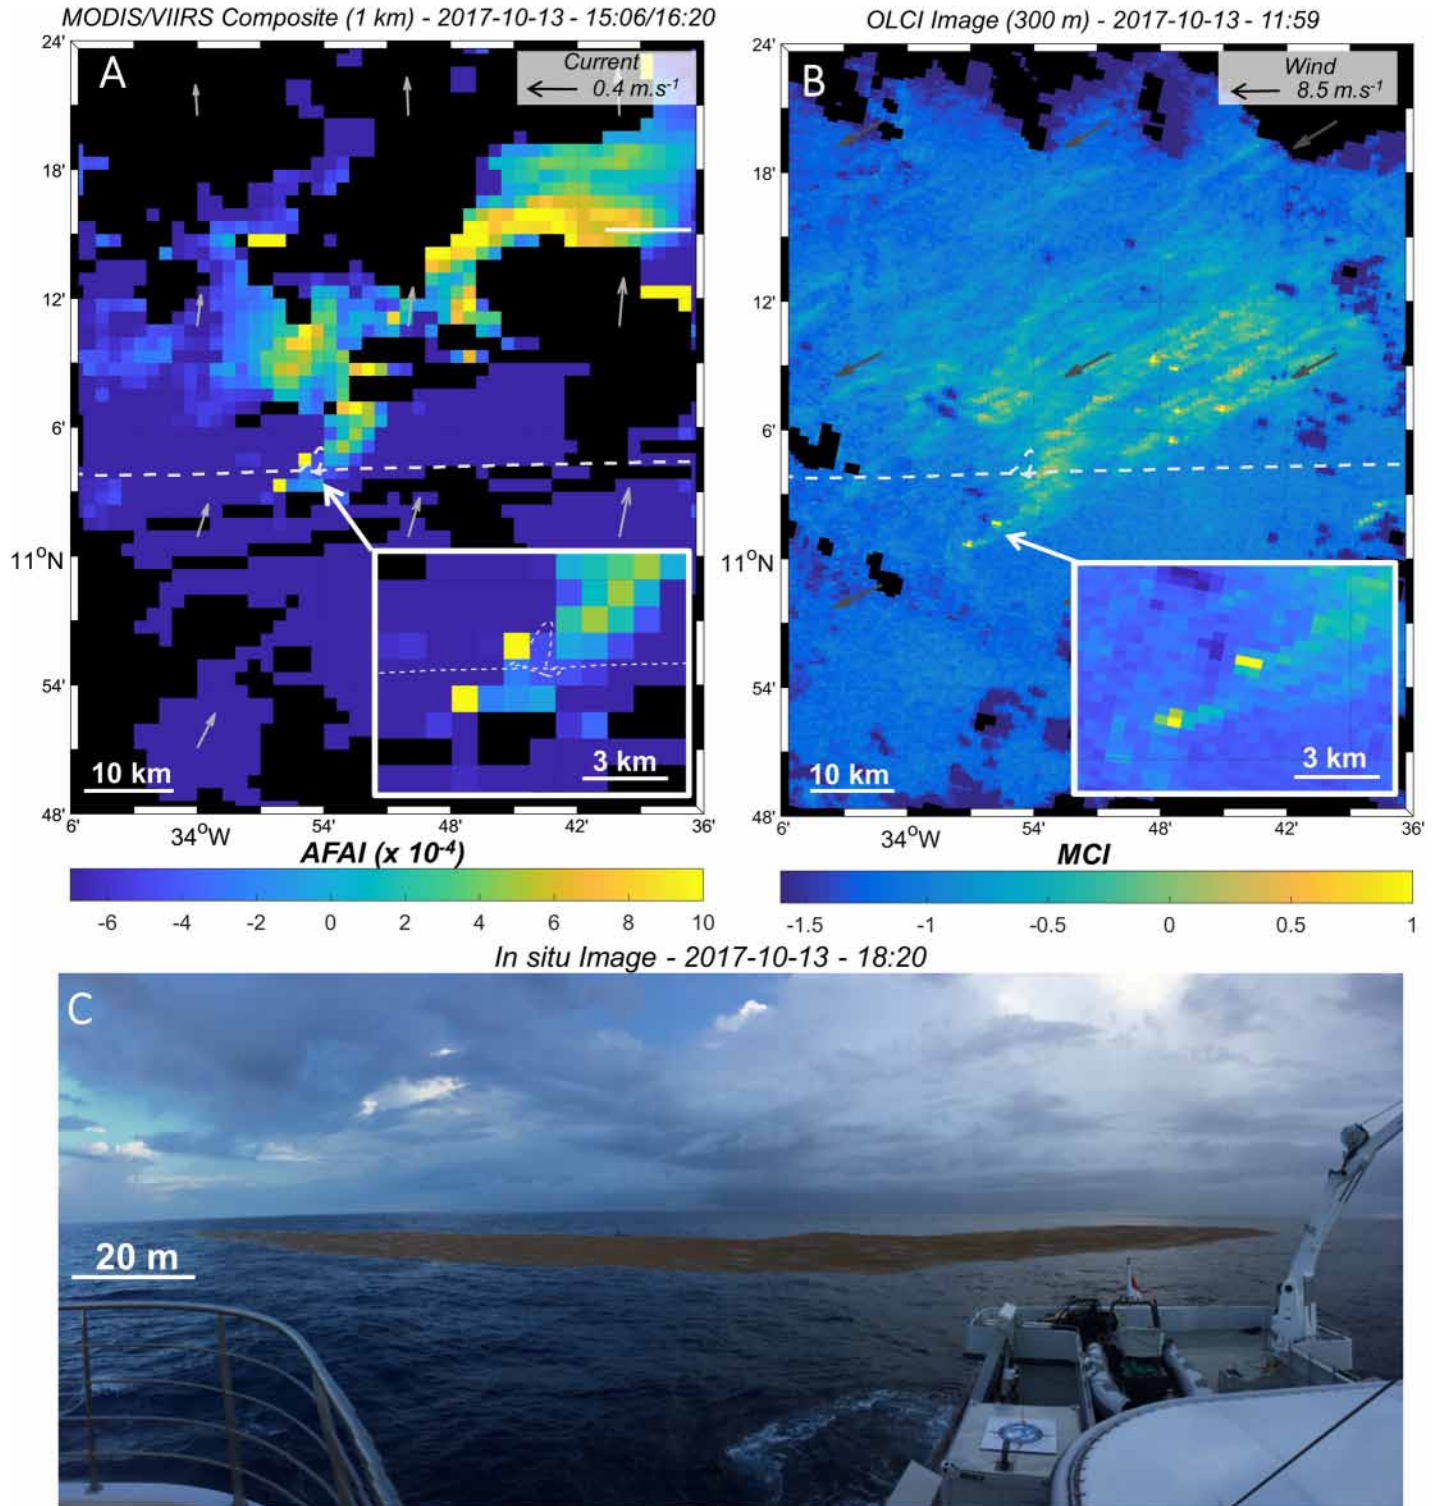 MODIS/VIIRS Composite (1 km) - 2017-10-13 - 15:06/16:20
OLCI Image (300 m) - 2017-10-13 - 11:59
A
Current
0.4 m.s-1
24'
18'
12'
6'
11°N
54'
48'
10 km
3 km
6'
34°W
54'
48'
42'
36'
AFAI (x 10-4)
-6 -4 -2 0 2 4 6 8 10
B
Wind
8.5 m.s-1
24'
18'
12'
6'
11°N
54'
48'
10 km
3 km
6'
34°W
54'
48'
42'
36'
MCI
-1.5 -1 -0.5 0 0.5 1
In situ Image - 2017-10-13 - 18:20
C
20 m